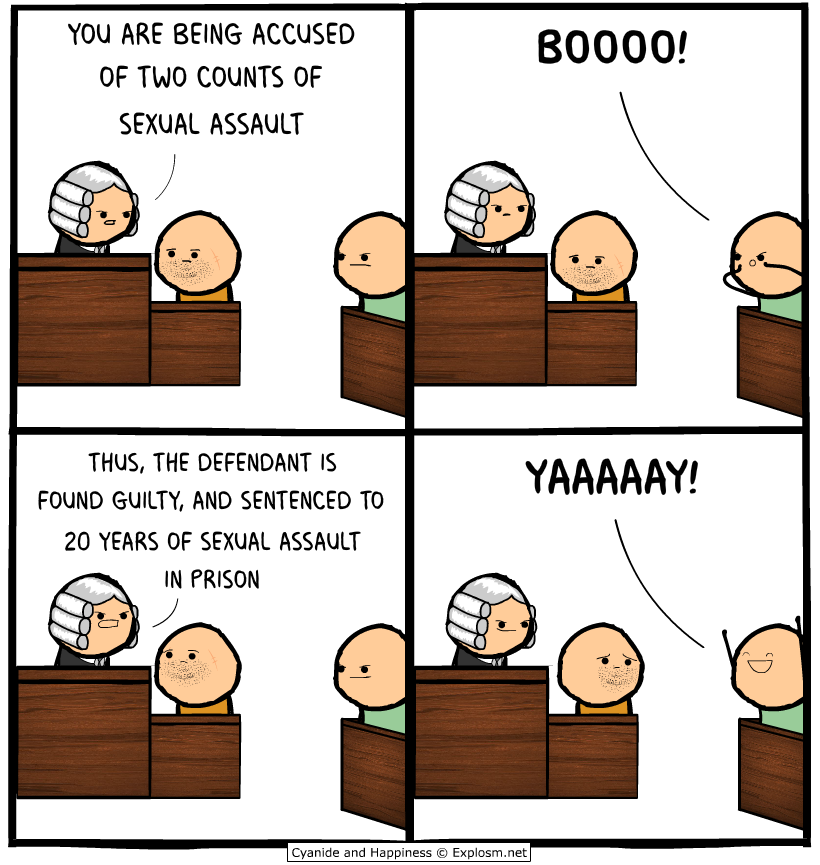 YOU ARE BEING ACCUSED
OF TWO COUNTS OF
SEXUAL ASSAULT
BOOOO!
THUS, THE DEFENDANT IS
FOUND GUILTY, AND SENTENCED TO
20 YEARS OF SEXUAL ASSAULT
IN PRISON
YAAAAAY!
Cyanide and Happiness © Explosm.net